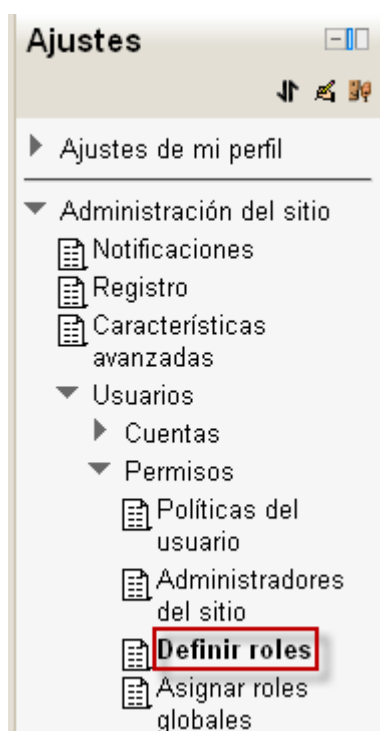 Ajustes
Ajustes de mi perfil
Administración del sitio
Notificaciones
Registro
Características
avanzadas
Usuarios
Cuentas
Permisos
Políticas del
usuario
Administradores
del sitio
Definir roles
Asignar roles
globales